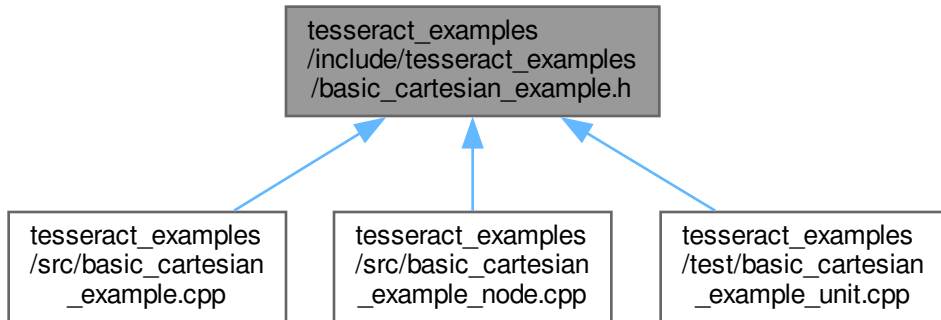 tesseract_examples
/include/tesseract_examples
/basic_cartesian_example.h
tesseract_examples
/src/basic_cartesian
_example.cpp
tesseract_examples
/src/basic_cartesian
_example_node.cpp
tesseract_examples
/test/basic_cartesian
_example_unit.cpp